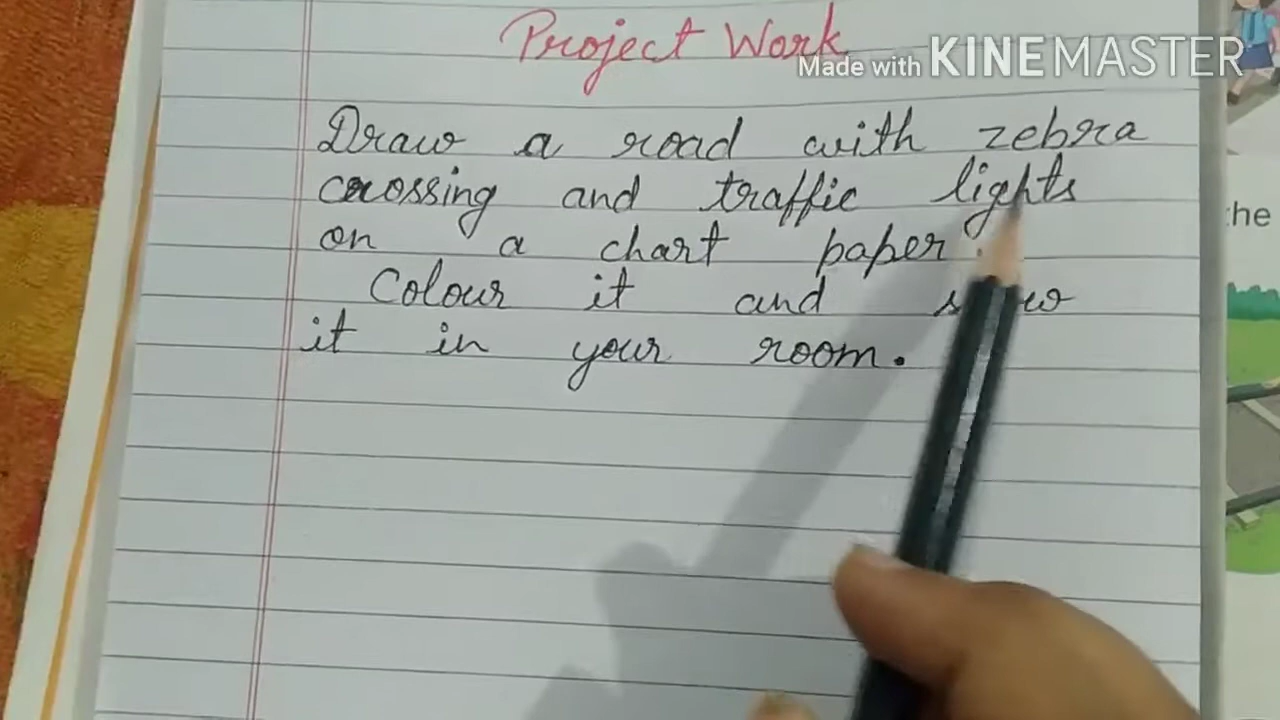 Project Work
Made with KINEMASTER
Draw a road with zebra
crossing and traffic lights
on a chart paper.
Colour it and
it in your room.
he